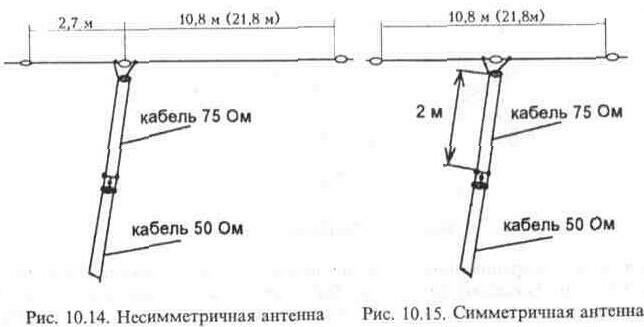 2,7 м
10,8 м (21,8 м)
кабель 75 Ом
кабель 50 Ом
Рис. 10.14. Несимметричная антенна
10,8 м (21,8м)
2 м
кабель 75 Ом
кабель 50 Ом
Рис. 10.15. Симметричная антенна